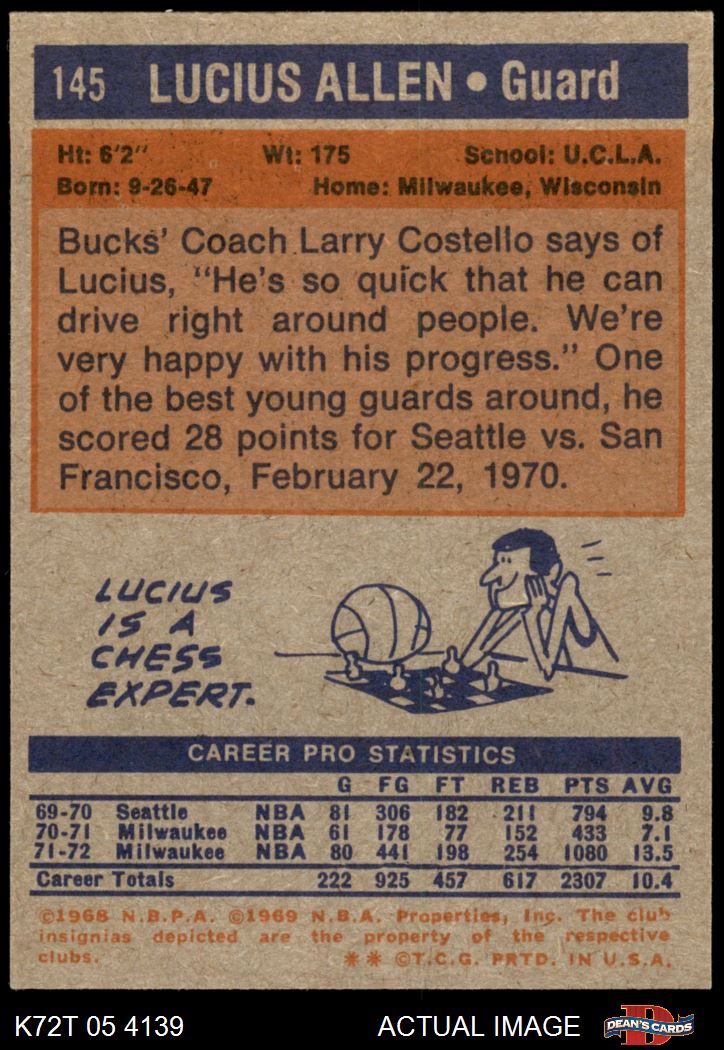 145 LUCIUS ALLEN • Guard
Ht: 6'2" Wt: 175 School: U.C.L.A.
Born: 9-26-47 Home: Milwaukee, Wisconsin
Bucks' Coach Larry Costello says of
Lucius, "He's so quick that he can
drive right around people. We're
very happy with his progress." One
of the best young guards around, he
scored 28 points for Seattle vs. San
Francisco, February 22, 1970.
LUCIUS
IS A
CHESS
EXPERT.
CAREER PRO STATISTICS
G FG FT REB PTS AVG
69-70 Seattle NBA 81 306 182 211 794 9.8
70-71 Milwaukee NBA 61 178 77 152 433 7.1
71-72 Milwaukee NBA 80 441 198 254 1080 13.5
Career Totals 222 925 457 617 2307 10.4
©1968 N.B.P.A. ©1969 N.B.A. Properties, Inc. The club
insignias depicted are the property of the respective
clubs. ** ©T.C.G. PRTD. IN U.S.A.
K72T 05 4139 ACTUAL IMAGE D DEAN'S CARDS